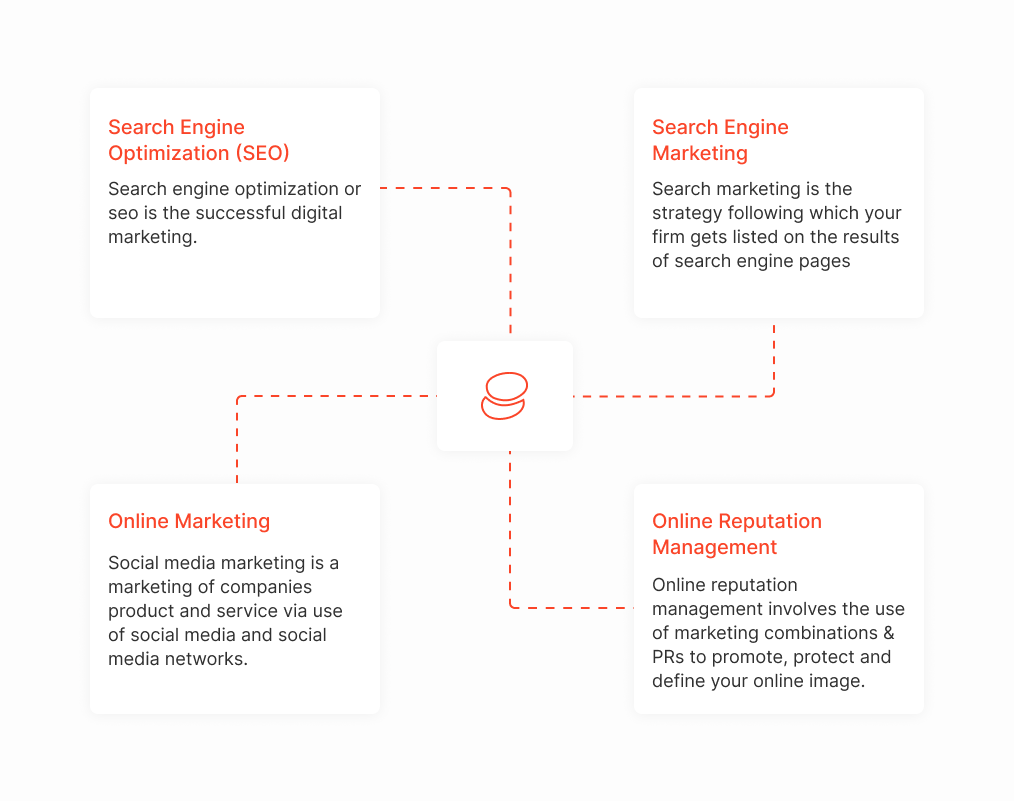 Search Engine
Optimization (SEO)
Search engine optimization or
seo is the successful digital
marketing.
Search Engine
Marketing
Search marketing is the
strategy following which your
firm gets listed on the results
of search engine pages
Online Marketing
Social media marketing is a
marketing of companies
product and service via use
of social media and social
media networks.
Online Reputation
Management
Online reputation
management involves the use
of marketing combinations &
PRs to promote, protect and
define your online image.